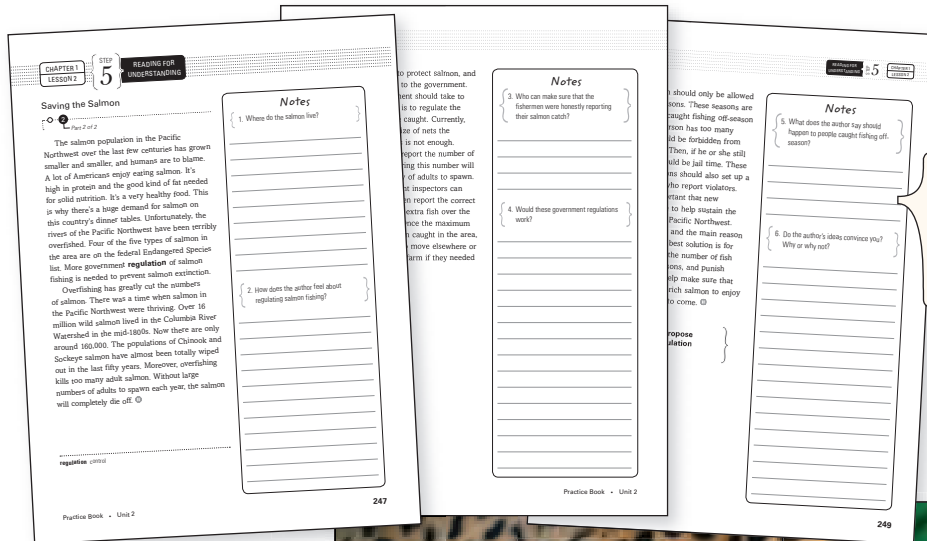 CHAPTER 1
LESSON 2
STEP
5
READING FOR
UNDERSTANDING
Saving the Salmon
2
Part 2 of 2
The salmon population in the Pacific
Northwest over the last few centuries has grown
smaller and smaller, and humans are to blame.
A lot of Americans enjoy eating salmon. It's
high in protein and the good kind of fat needed
for solid nutrition. It's a very healthy food. This
is why there's a huge demand for salmon on
this country's dinner tables. Unfortunately, the
rivers of the Pacific Northwest have been terribly
overfished. Four of the five types of salmon in
the area are on the federal Endangered Species
list. More government regulation of salmon
fishing is needed to prevent salmon extinction.
Overfishing has greatly cut the numbers
of salmon. There was a time when salmon in
the Pacific Northwest were thriving. Over 16
million wild salmon lived in the Columbia River
Watershed in the mid-1800s. Now there are only
around 160,000. The populations of Chinook and
Sockeye salmon have almost been totally wiped
out in the last fifty years. Moreover, overfishing
kills too many adult salmon. Without large
numbers of adults to spawn each year, the salmon
will completely die off.
regulation control
Notes
1. Where do the salmon live?
2. How does the author feel about
regulating salmon fishing?
Practice Book • Unit 2
247
to protect salmon, and
to the government.
ment should take to
is to regulate the
caught. Currently,
size of nets the
is not enough.
report the number of
ring this number will
of adults to spawn.
nt inspectors can
en report the correct
extra fish over the
nce the maximum
n caught in the area,
move elsewhere or
farm if they needed
Notes
3. Who can make sure that the
fishermen were honestly reporting
their salmon catch?
4. Would these government regulations
work?
Practice Book • Unit 2
READING FOR
UNDERSTANDING
STEP
5
CHAPTER 1
LESSON 2
n should only be allowed
sons. These seasons are
caught fishing off-season
rson has too many
ld be forbidden from
Then, if he or she still
uld be jail time. These
ns should also set up a
who report violators.
ortant that new
to help sustain the
Pacific Northwest.
and the main reason
best solution is for
the number of fish
sons, and punish
elp make sure that
rich salmon to enjoy
to come.
ropose
ulation
Notes
5. What does the author say should
happen to people caught fishing off-
season?
6. Do the author's ideas convince you?
Why or why not?
249